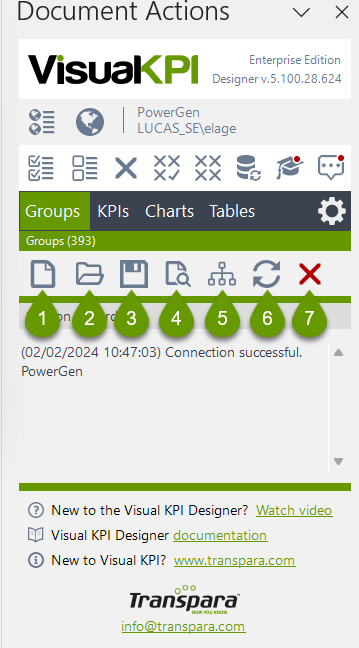 Document Actions
VisualKPI
Enterprise Edition
Designer v.5.100.28.624
PowerGen
LUCAS_SE\elage
Groups KPIs Charts Tables
Groups (393)
1 2 3 4 5 6 7
(02/02/2024 10:47:03) Connection successful.
PowerGen
New to the Visual KPI Designer? Watch video
Visual KPI Designer documentation
New to Visual KPI? www.transpara.com
Transpara
NOW YOU KNOW
info@transpara.com